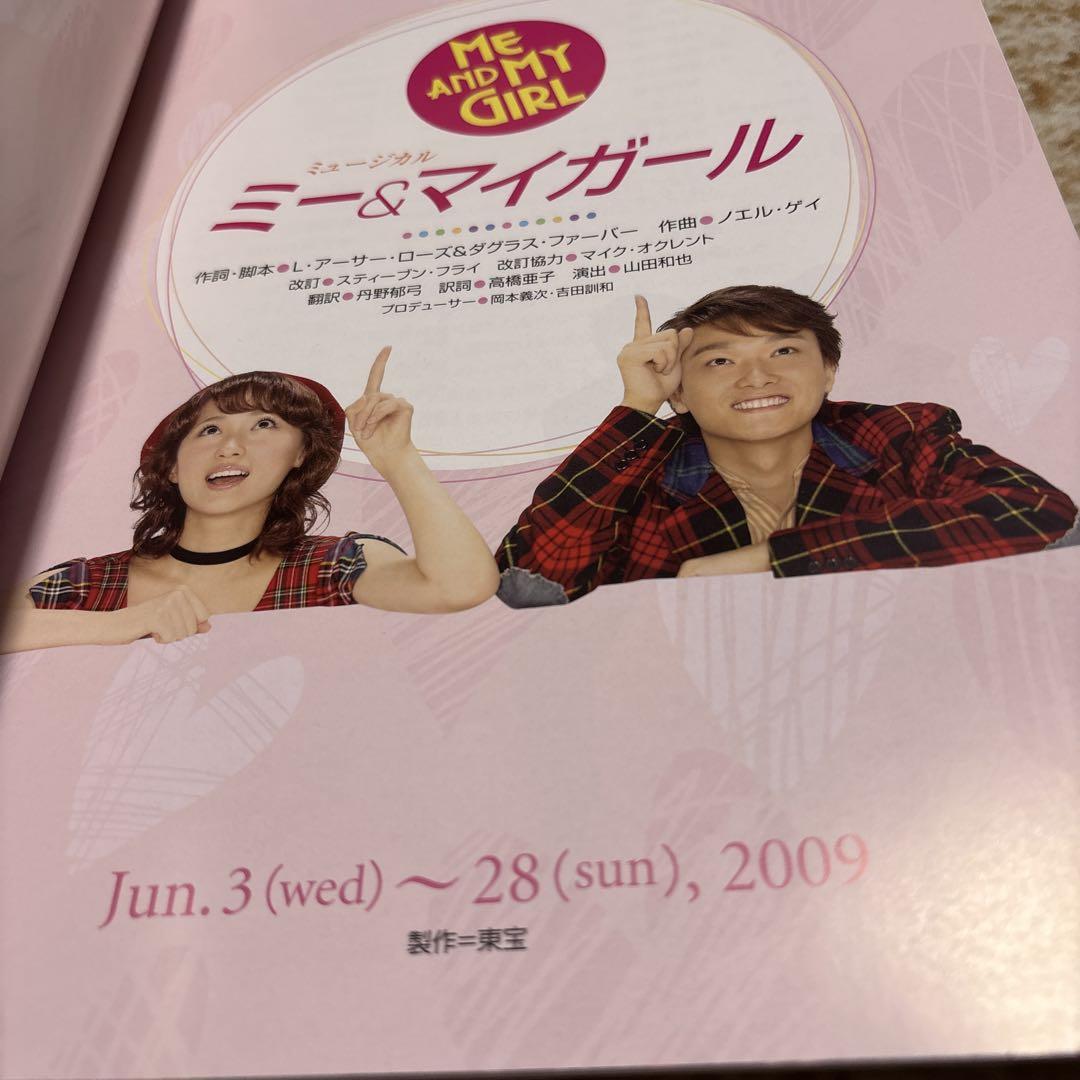 ME
AND MY
GIRL
ミュージカル
ミー&マイガール
作詞・脚本●L・アーサー・ローズ&ダグラス・ファーバー 作曲●ノエル・ゲイ
改訂●スティーブン・フライ 改訂協力●マイク・オクレント
翻訳●丹野郁弓 訳詞●高橋亜子 演出●山田和也
プロデューサー●岡本義次・吉田訓和
Jun. 3 (wed) ～ 28 (sun), 2009
製作=東宝